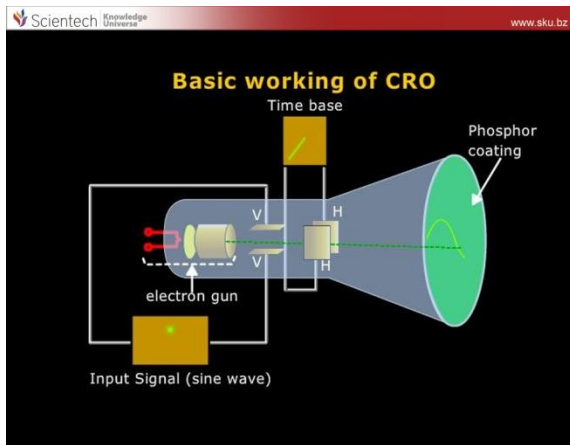 Scientech Knowledge Universe
www.sku.bz
Basic working of CRO
Time base
Phosphor
coating
V
H
V
H
electron gun
Input Signal (sine wave)